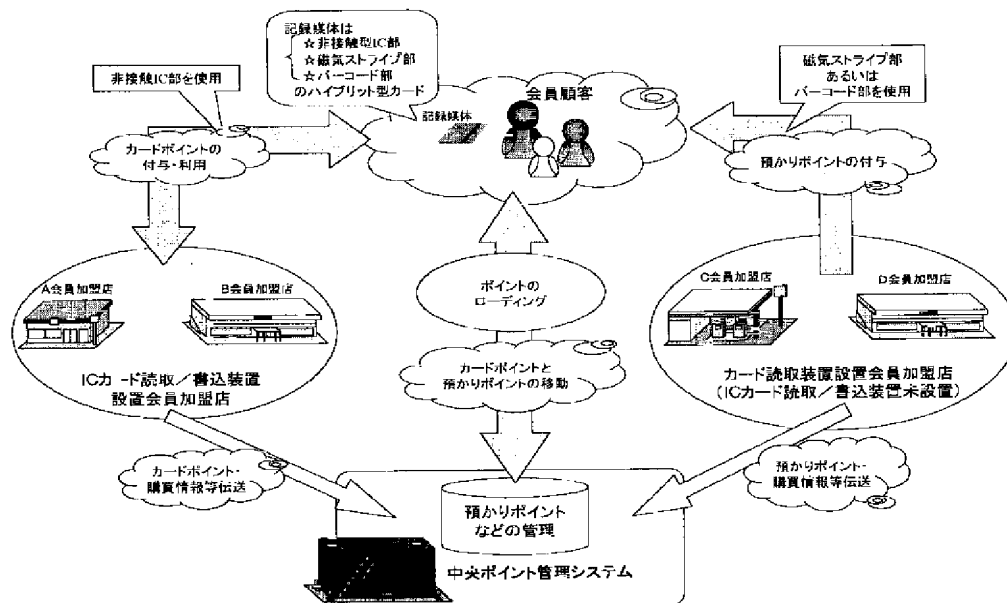 記録媒体は
☆非接触型IC部
☆磁気ストライプ部
☆バーコード部
のハイブリット型カード
非接触IC部を使用
会員顧客
記録媒体
磁気ストライプ部
あるいは
バーコード部を使用
カードポイントの
付与・利用
預かりポイントの付与
A会員加盟店
B会員加盟店
ICカード読取／書込装置
設置会員加盟店
ポイントの
ローディング
C会員加盟店
D会員加盟店
カード読取装置設置会員加盟店
(ICカード読取／書込装置未設置)
カードポイントと
預かりポイントの移動
カードポイント・
購買情報等伝送
預かりポイント・
購買情報等伝送
預かりポイント
などの管理
中央ポイント管理システム